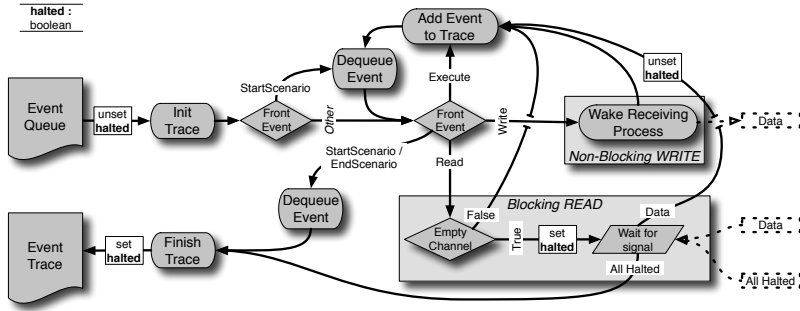 halted :
boolean
Add Event
to Trace
Dequeue
Event
unset
halted
StartScenario
Execute
Event
Queue
unset
halted
Init
Trace
Front
Event
Other
Front
Event
Write
Wake Receiving
Process
Data
Non-Blocking WRITE
StartScenario /
EndScenario
Read
Dequeue
Event
Blocking READ
False
Data
Data
Event
Trace
set
halted
Finish
Trace
Empty
Channel
True
set
halted
Wait for
signal
All Halted
All Halted